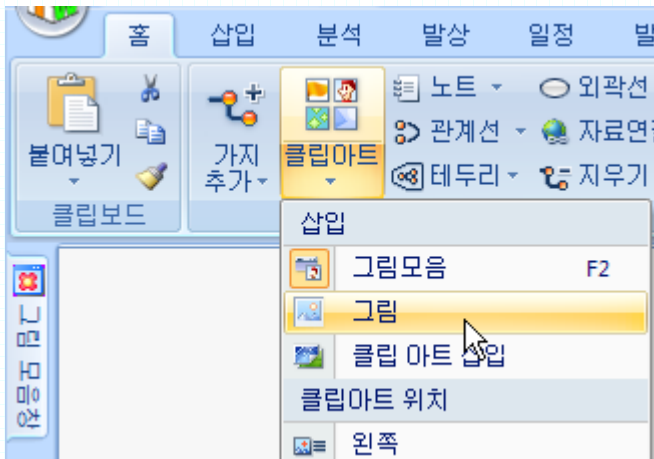 홈 삽입 분석 발상 일정
붙여넣기
클립보드
가지
추가
클립아트
노트
관계선
테두리
외곽선
자료연
지우기
삽입
그림모음 F2
그림
클립 아트 삽입
클립아트 위치
왼쪽
그림 모음창